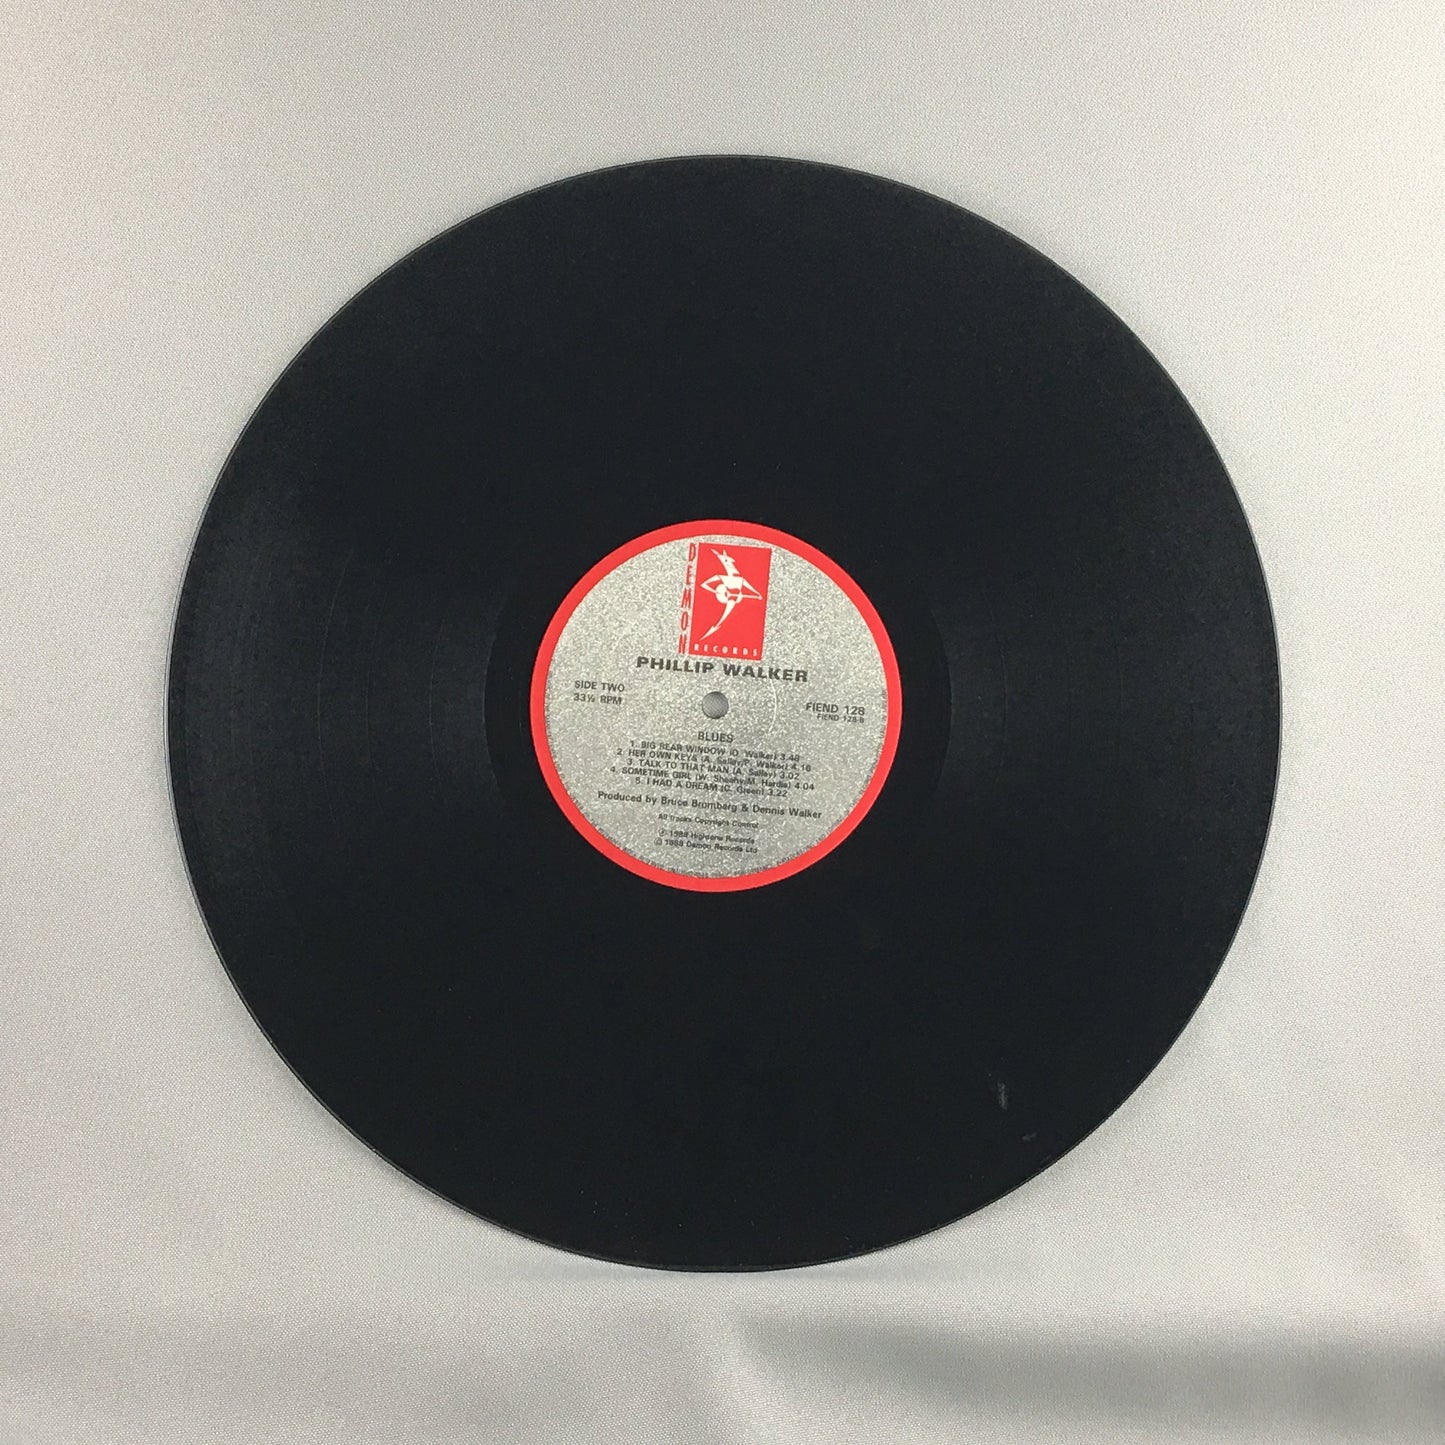 DEMON
RECORDS
PHILLIP WALKER
SIDE TWO
33⅓ RPM
FIEND 128
FIEND 128-B
BLUES
1. BIG REAR WINDOW (D. Walker) 3.48
2. HER OWN KEYS (A. Salley/P. Walker) 4.16
3. TALK TO THAT MAN (A. Salley) 3.02
4. SOMETIME GIRL (W. Sheehy/M. Hardie) 4.04
5. I HAD A DREAM (C. Green) 3.22
Produced by Bruce Bromberg & Dennis Walker
All tracks Copyright Control
℗ 1988 Hightone Records
© 1988 Demon Records Ltd